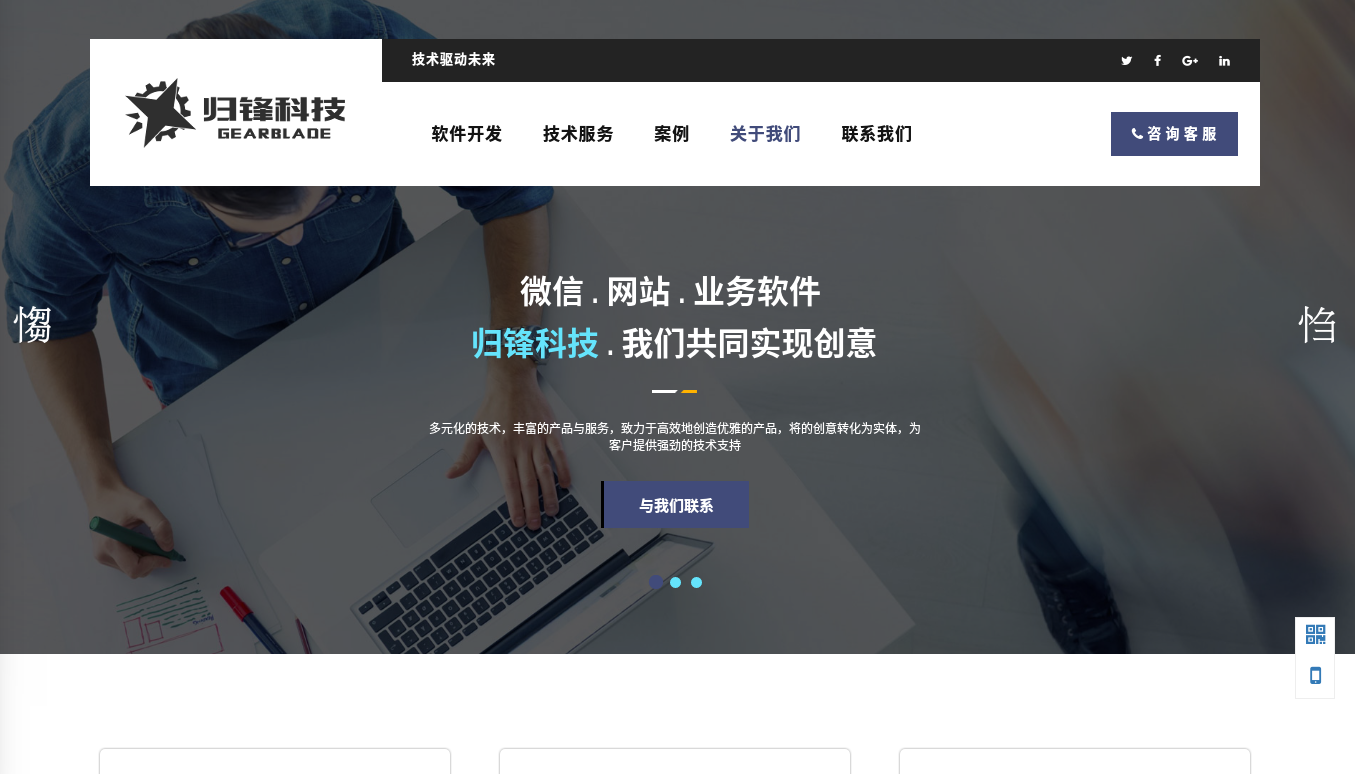 技术驱动未来
归锋科技
GEARBLADE
软件开发 技术服务 案例 关于我们 联系我们
咨询客服
微信 . 网站 . 业务软件
归锋科技 . 我们共同实现创意
多元化的技术，丰富的产品与服务，致力于高效地创造优雅的产品，将的创意转化为实体，为
客户提供强劲的技术支持
与我们联系